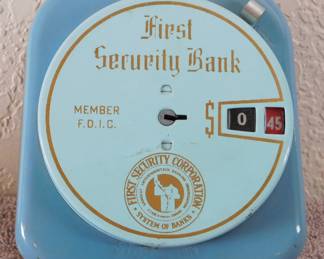 First
Security Bank
MEMBER
F.D.I.C.
$ 0 45
FIRST SECURITY CORPORATION
SYSTEM OF BANKS